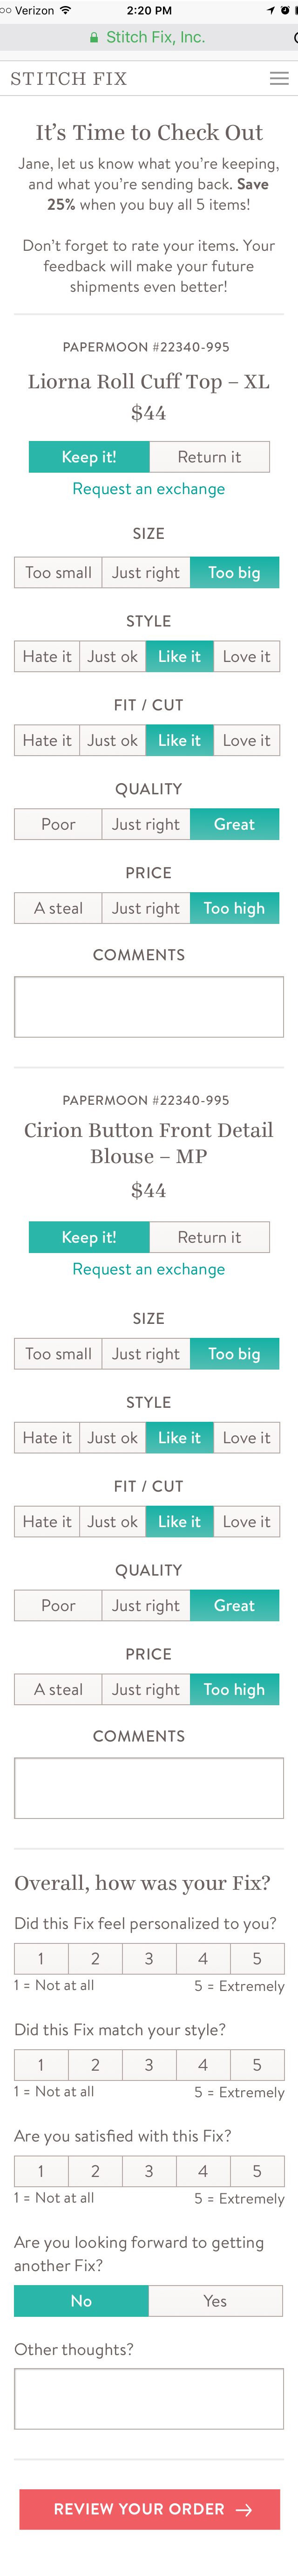 oo Verizon 2:20 PM
Stitch Fix, Inc.
STITCH FIX
It's Time to Check Out
Jane, let us know what you're keeping,
and what you're sending back. Save
25% when you buy all 5 items!
Don't forget to rate your items. Your
feedback will make your future
shipments even better!
PAPERMOON #22340-995
Liorna Roll Cuff Top – XL
$44
Keep it! Return it
Request an exchange
SIZE
Too small Just right Too big
STYLE
Hate it Just ok Like it Love it
FIT / CUT
Hate it Just ok Like it Love it
QUALITY
Poor Just right Great
PRICE
A steal Just right Too high
COMMENTS
PAPERMOON #22340-995
Cirion Button Front Detail
Blouse – MP
$44
Keep it! Return it
Request an exchange
SIZE
Too small Just right Too big
STYLE
Hate it Just ok Like it Love it
FIT / CUT
Hate it Just ok Like it Love it
QUALITY
Poor Just right Great
PRICE
A steal Just right Too high
COMMENTS
Overall, how was your Fix?
Did this Fix feel personalized to you?
1 2 3 4 5
1 = Not at all 5 = Extremely
Did this Fix match your style?
1 2 3 4 5
1 = Not at all 5 = Extremely
Are you satisfied with this Fix?
1 2 3 4 5
1 = Not at all 5 = Extremely
Are you looking forward to getting
another Fix?
No Yes
Other thoughts?
REVIEW YOUR ORDER →